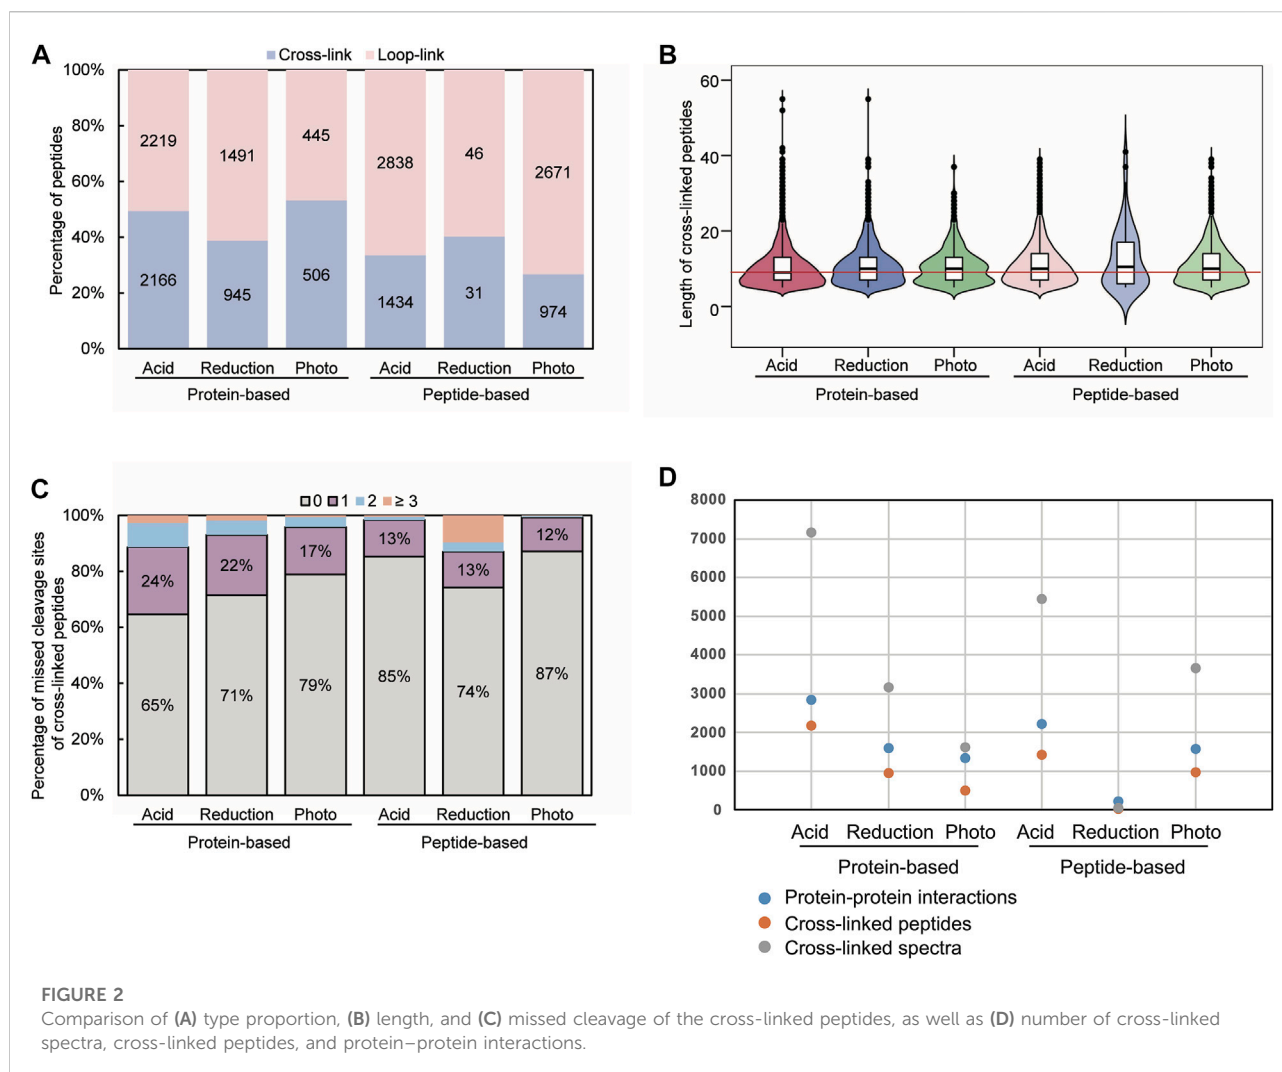 A
Cross-link Loop-link
Percentage of peptides
100%
80%
60%
40%
20%
0%
2219 1491 445 2838 46 2671
2166 945 506 1434 31 974
Acid Reduction Photo Acid Reduction Photo
Protein-based Peptide-based
B
Length of cross-linked peptides
60
40
20
0
Acid Reduction Photo Acid Reduction Photo
Protein-based Peptide-based
C
0 1 2 ≥ 3
Percentage of missed cleavage sites
of cross-linked peptides
100%
80%
60%
40%
20%
0%
24% 22% 17% 13% 13% 12%
65% 71% 79% 85% 74% 87%
Acid Reduction Photo Acid Reduction Photo
Protein-based Peptide-based
D
8000
7000
6000
5000
4000
3000
2000
1000
0
Acid Reduction Photo Acid Reduction Photo
Protein-based Peptide-based
Protein-protein interactions
Cross-linked peptides
Cross-linked spectra
FIGURE 2
Comparison of (A) type proportion, (B) length, and (C) missed cleavage of the cross-linked peptides, as well as (D) number of cross-linked
spectra, cross-linked peptides, and protein–protein interactions.